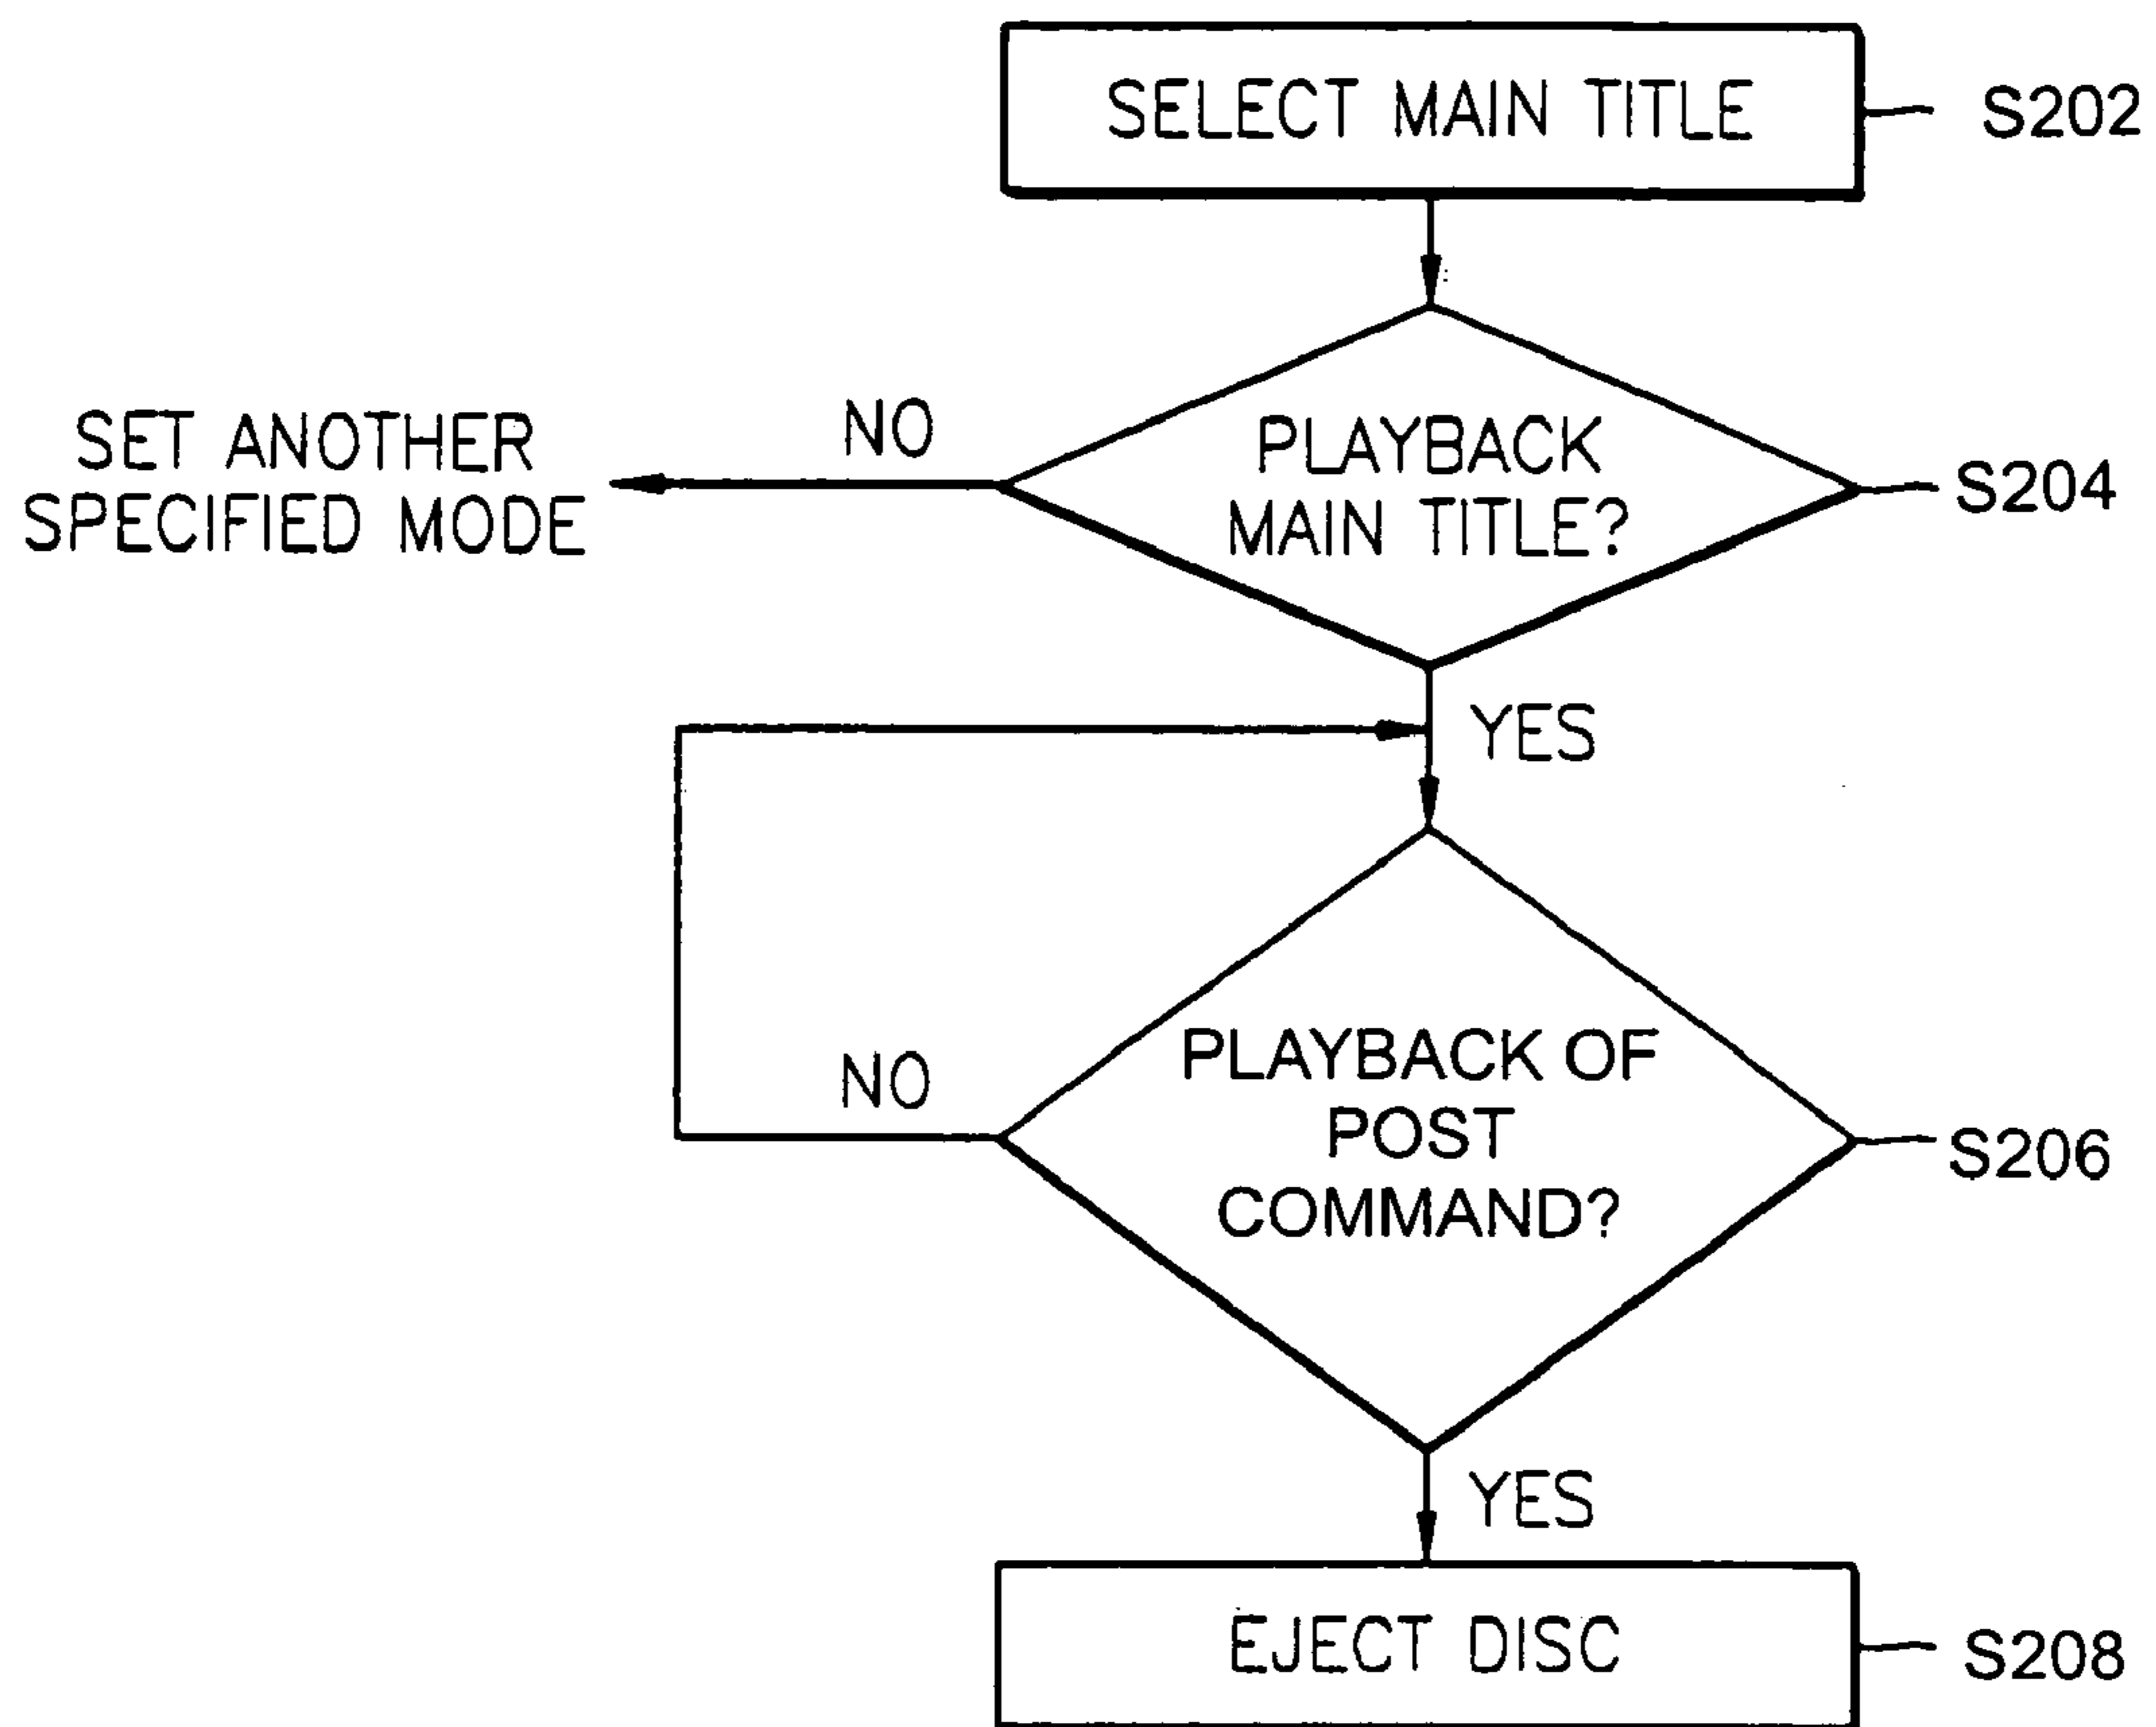 SELECT MAIN TITLE
S202
PLAYBACK
MAIN TITLE?
S204
NO
SET ANOTHER
SPECIFIED MODE
YES
PLAYBACK OF
POST
COMMAND?
S206
NO
YES
EJECT DISC
S208